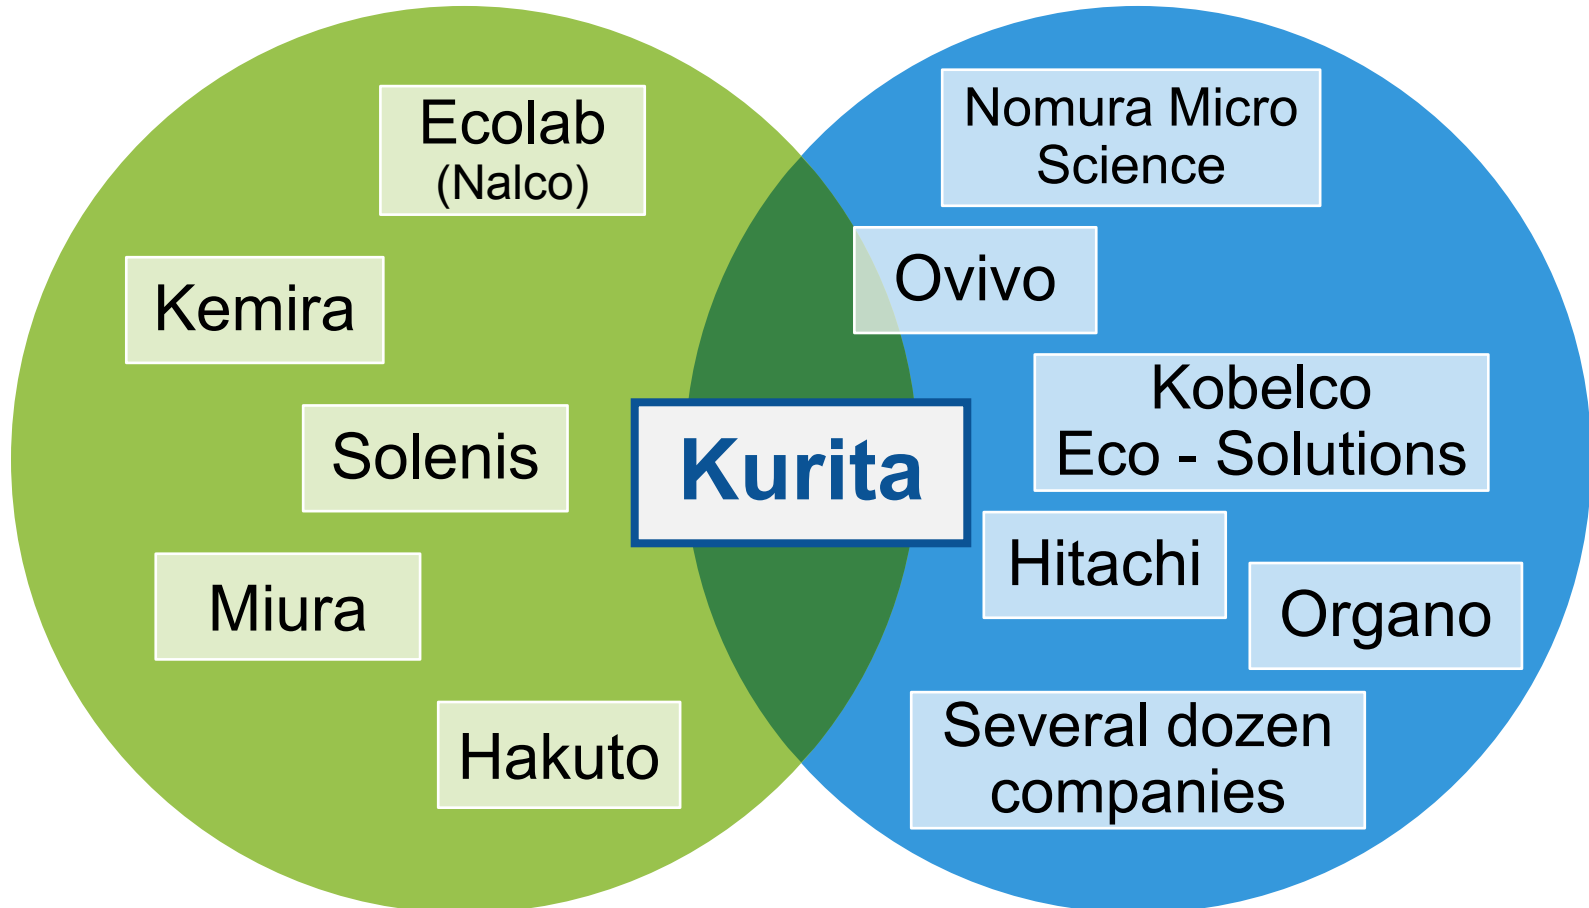 Ecolab
(Nalco)
Kemira
Solenis
Miura
Hakuto
Kurita
Nomura Micro
Science
Ovivo
Kobelco
Eco - Solutions
Hitachi
Organo
Several dozen
companies